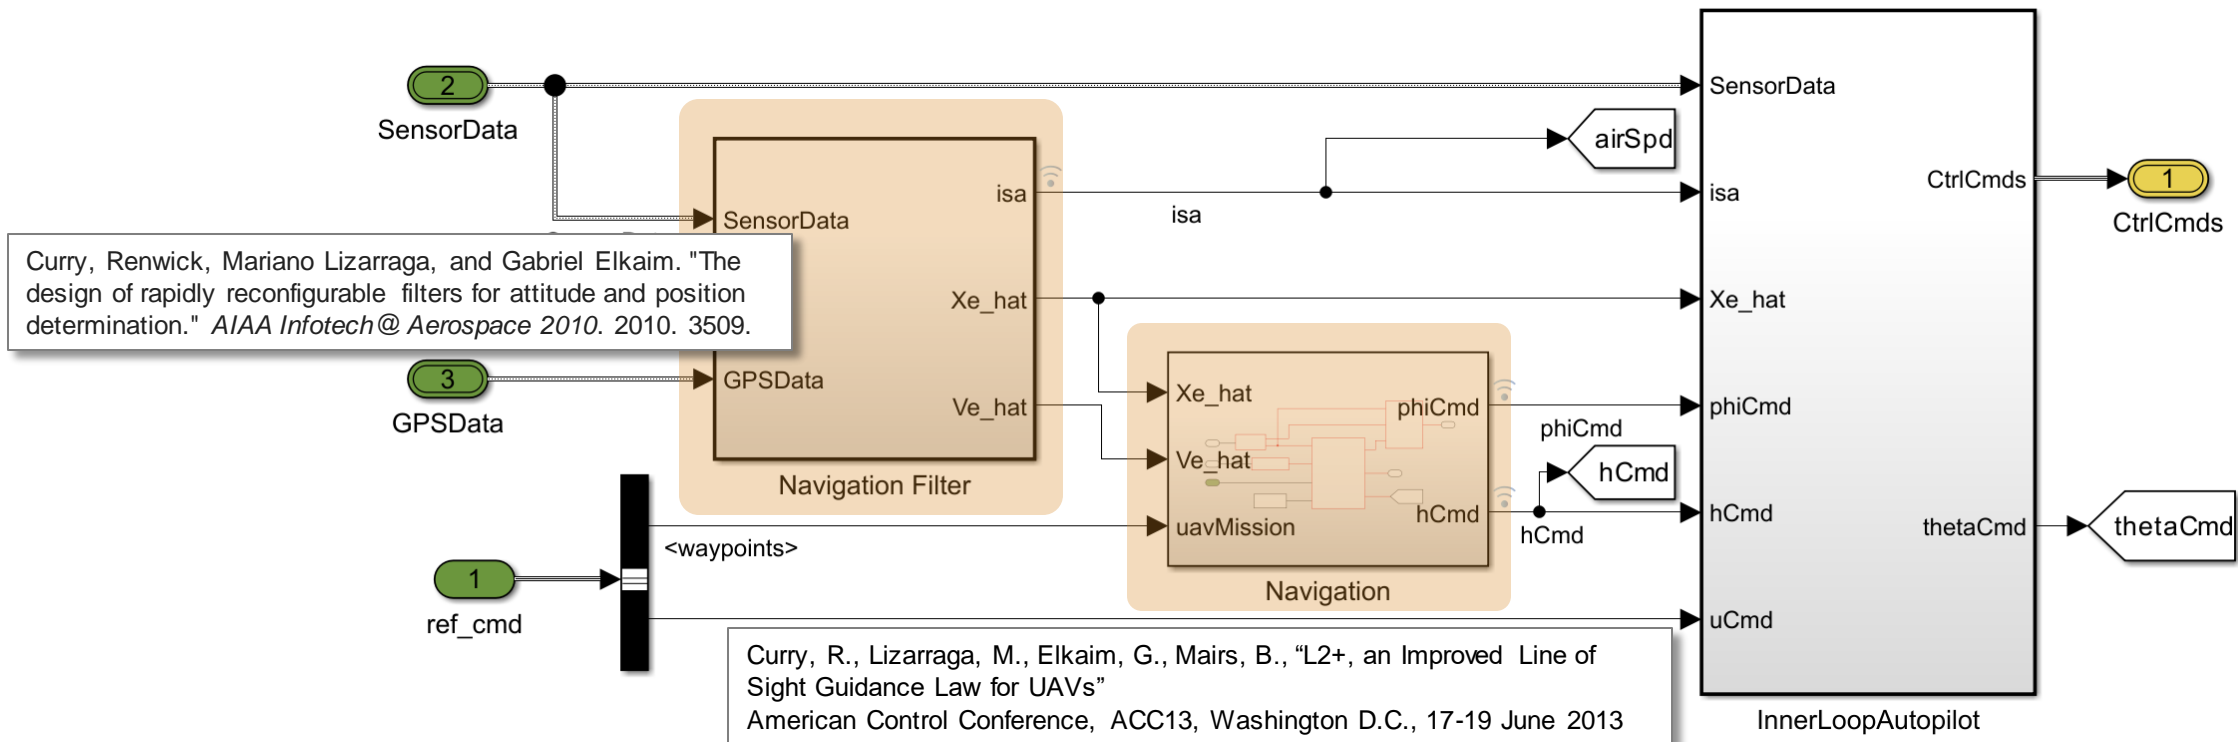 2
SensorData
SensorData
airSpd
isa
isa
isa
CtrlCmds
1
CtrlCmds
SensorData
Curry, Renwick, Mariano Lizarraga, and Gabriel Elkaim. "The
design of rapidly reconfigurable filters for attitude and position
determination." AIAA Infotech@ Aerospace 2010. 2010. 3509.
Xe_hat
Xe_hat
3
GPSData
GPSData
Ve_hat
Navigation Filter
Xe_hat
phiCmd
phiCmd
phiCmd
Ve_hat
hCmd
hCmd
hCmd
hCmd
uavMission
Navigation
<waypoints>
1
ref_cmd
thetaCmd
thetaCmd
uCmd
Curry, R., Lizarraga, M., Elkaim, G., Mairs, B., “L2+, an Improved Line of
Sight Guidance Law for UAVs”
American Control Conference, ACC13, Washington D.C., 17-19 June 2013
InnerLoopAutopilot